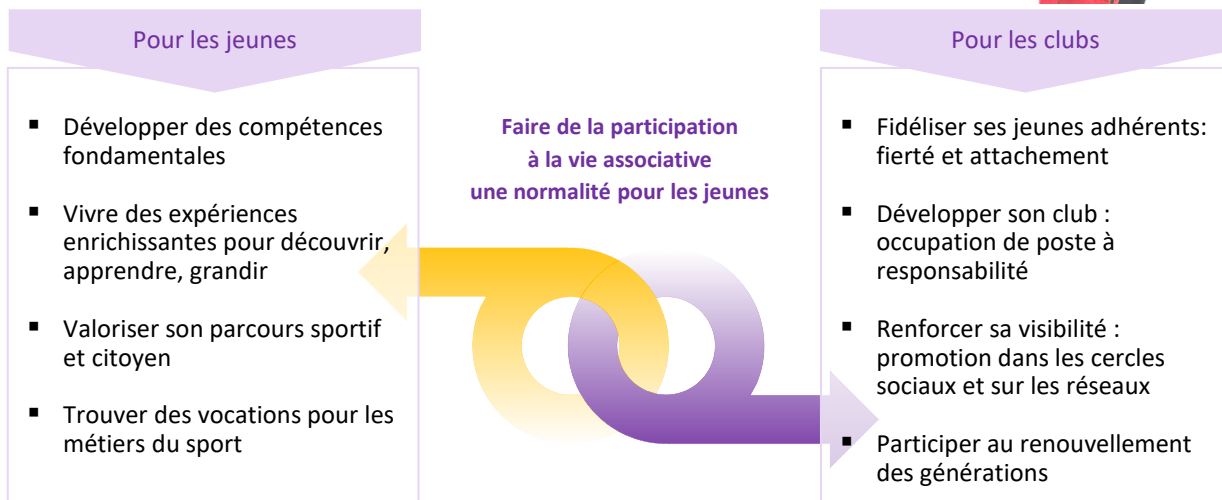 Pour les jeunes
▪ Développer des compétences
fondamentales
▪ Vivre des expériences
enrichissantes pour découvrir,
apprendre, grandir
▪ Valoriser son parcours sportif
et citoyen
▪ Trouver des vocations pour les
métiers du sport
Faire de la participation
à la vie associative
une normalité pour les jeunes
Pour les clubs
▪ Fidéliser ses jeunes adhérents:
fierté et attachement
▪ Développer son club :
occupation de poste à
responsabilité
▪ Renforcer sa visibilité :
promotion dans les cercles
sociaux et sur les réseaux
▪ Participer au renouvellement
des générations